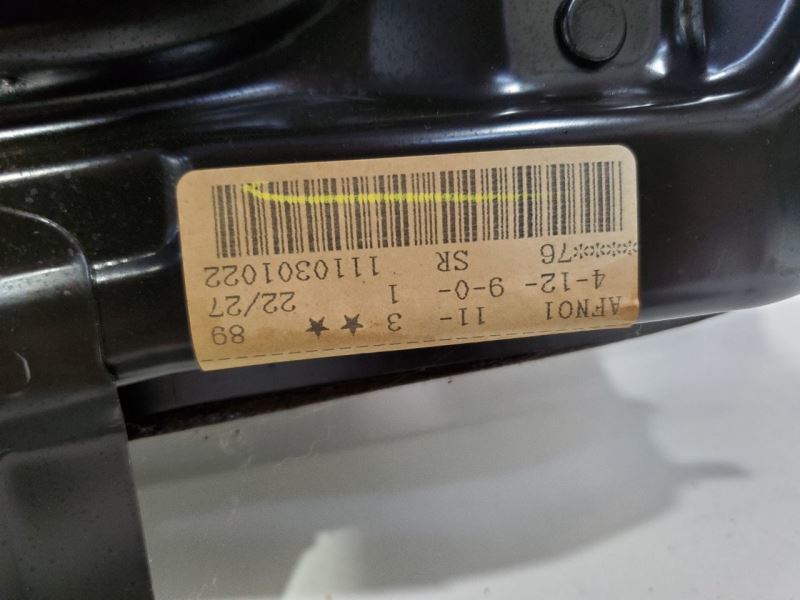 AFN01 11- 3 ★★ 89
4-12- 9-0- 1 22/27
*****76 SR 1110301022